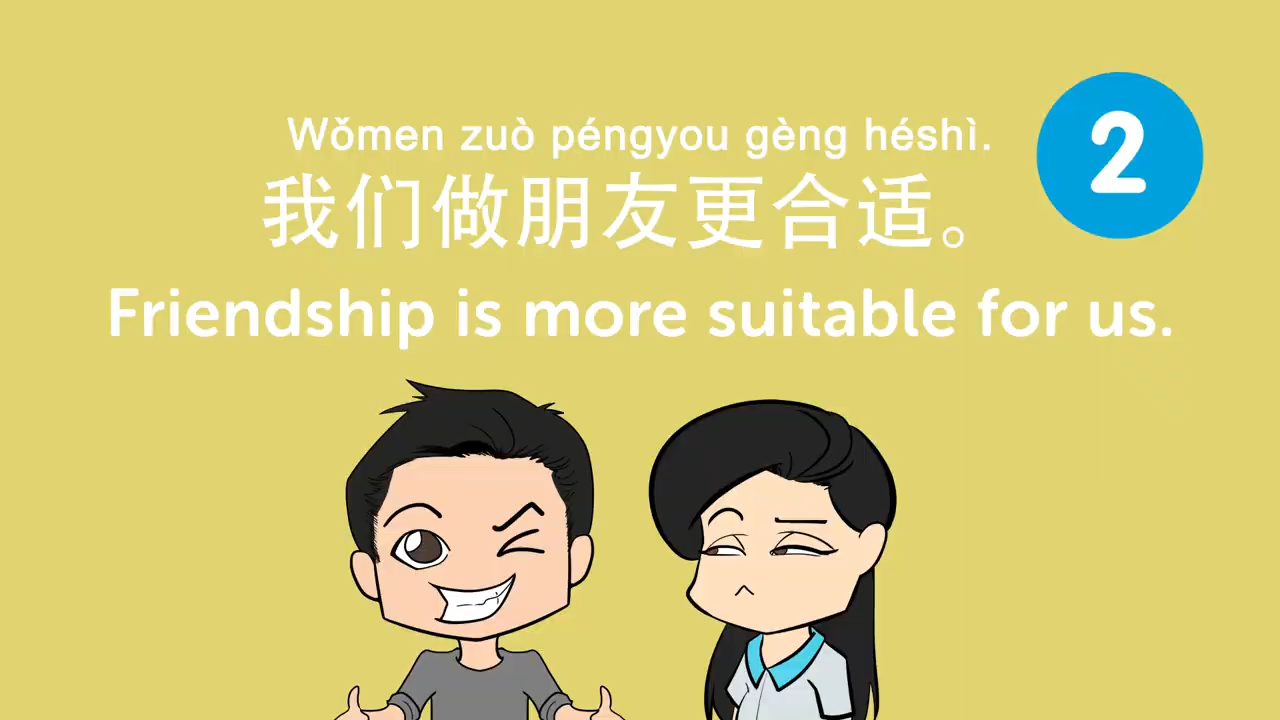 Wǒmen zuò péngyou gèng héshì.
我们做朋友更合适。
Friendship is more suitable for us.
2